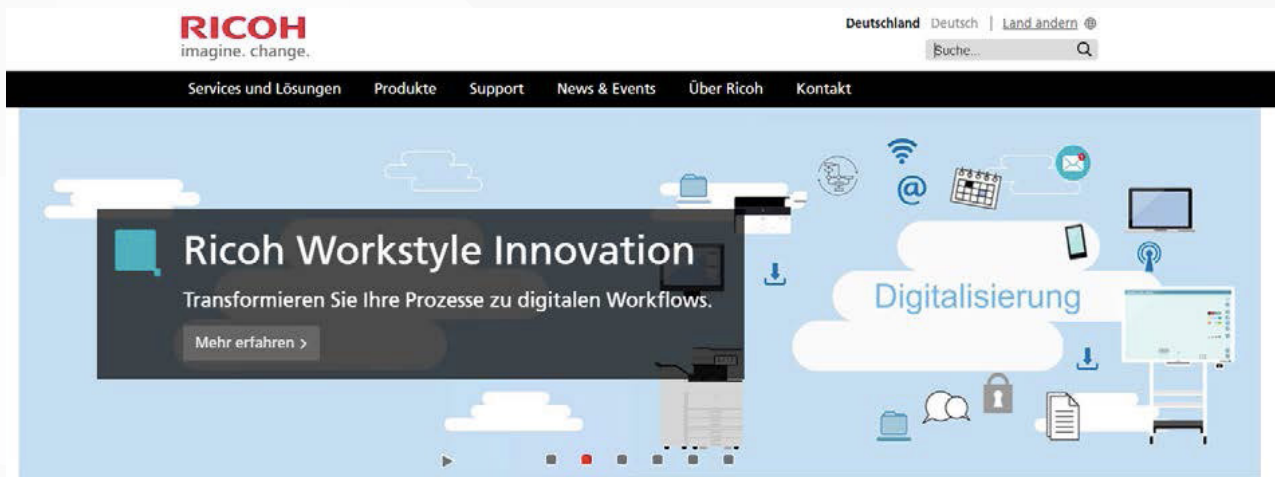 RICOH
imagine. change.
Deutschland Deutsch | Land ändern
Suche...
Services und Lösungen Produkte Support News & Events Über Ricoh Kontakt
Ricoh Workstyle Innovation
Transformieren Sie Ihre Prozesse zu digitalen Workflows.
Mehr erfahren >
@
Digitalisierung